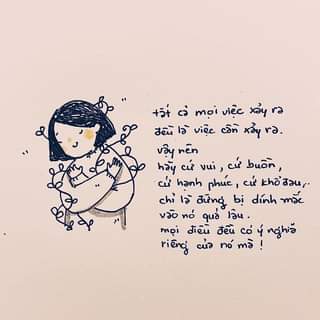 tất cả mọi việc xảy ra
đều là việc cần xảy ra.
vậy nên
hãy cứ vui, cứ buồn,
cứ hạnh phúc, cứ khổ đau,.
chỉ là đừng bị dính mắc
vào nó quá lâu.
mọi điều đều có ý nghĩa
riêng của nó mà!